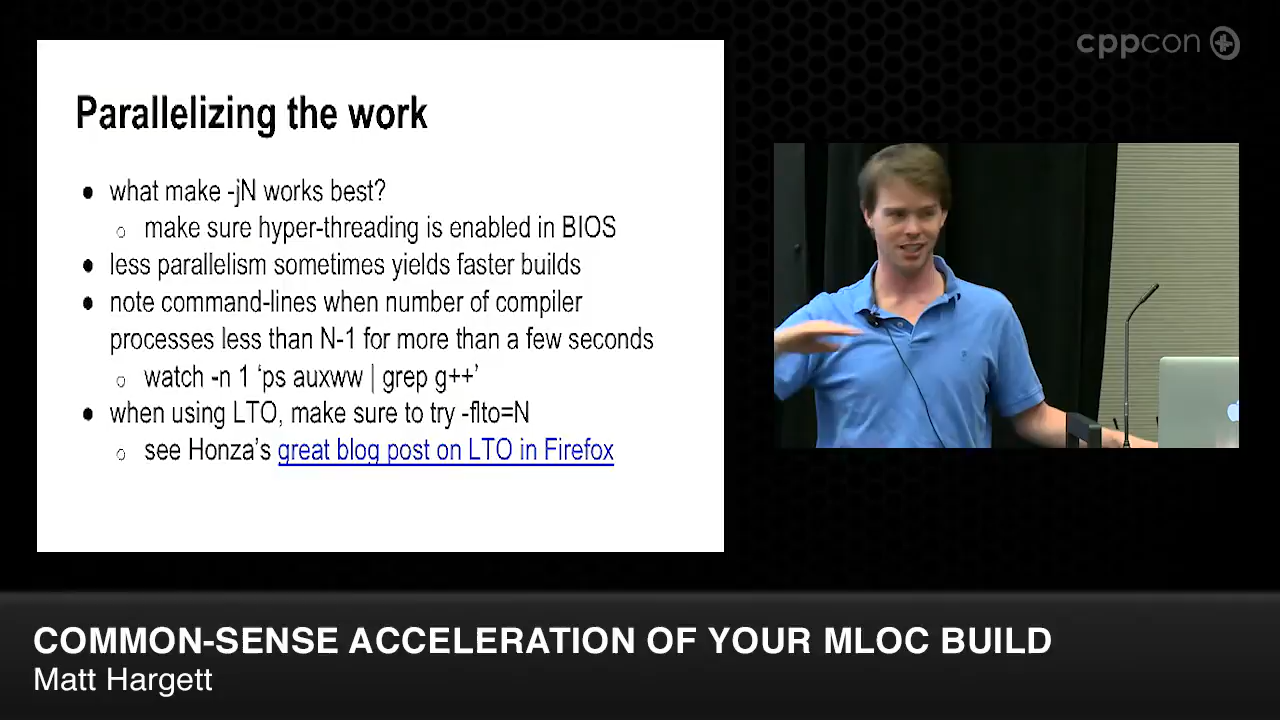 cppcon
Parallelizing the work
● what make -jN works best?
○ make sure hyper-threading is enabled in BIOS
● less parallelism sometimes yields faster builds
● note command-lines when number of compiler
processes less than N-1 for more than a few seconds
○ watch -n 1 ‘ps auxww | grep g++’
● when using LTO, make sure to try -flto=N
○ see Honza’s great blog post on LTO in Firefox
COMMON-SENSE ACCELERATION OF YOUR MLOC BUILD
Matt Hargett